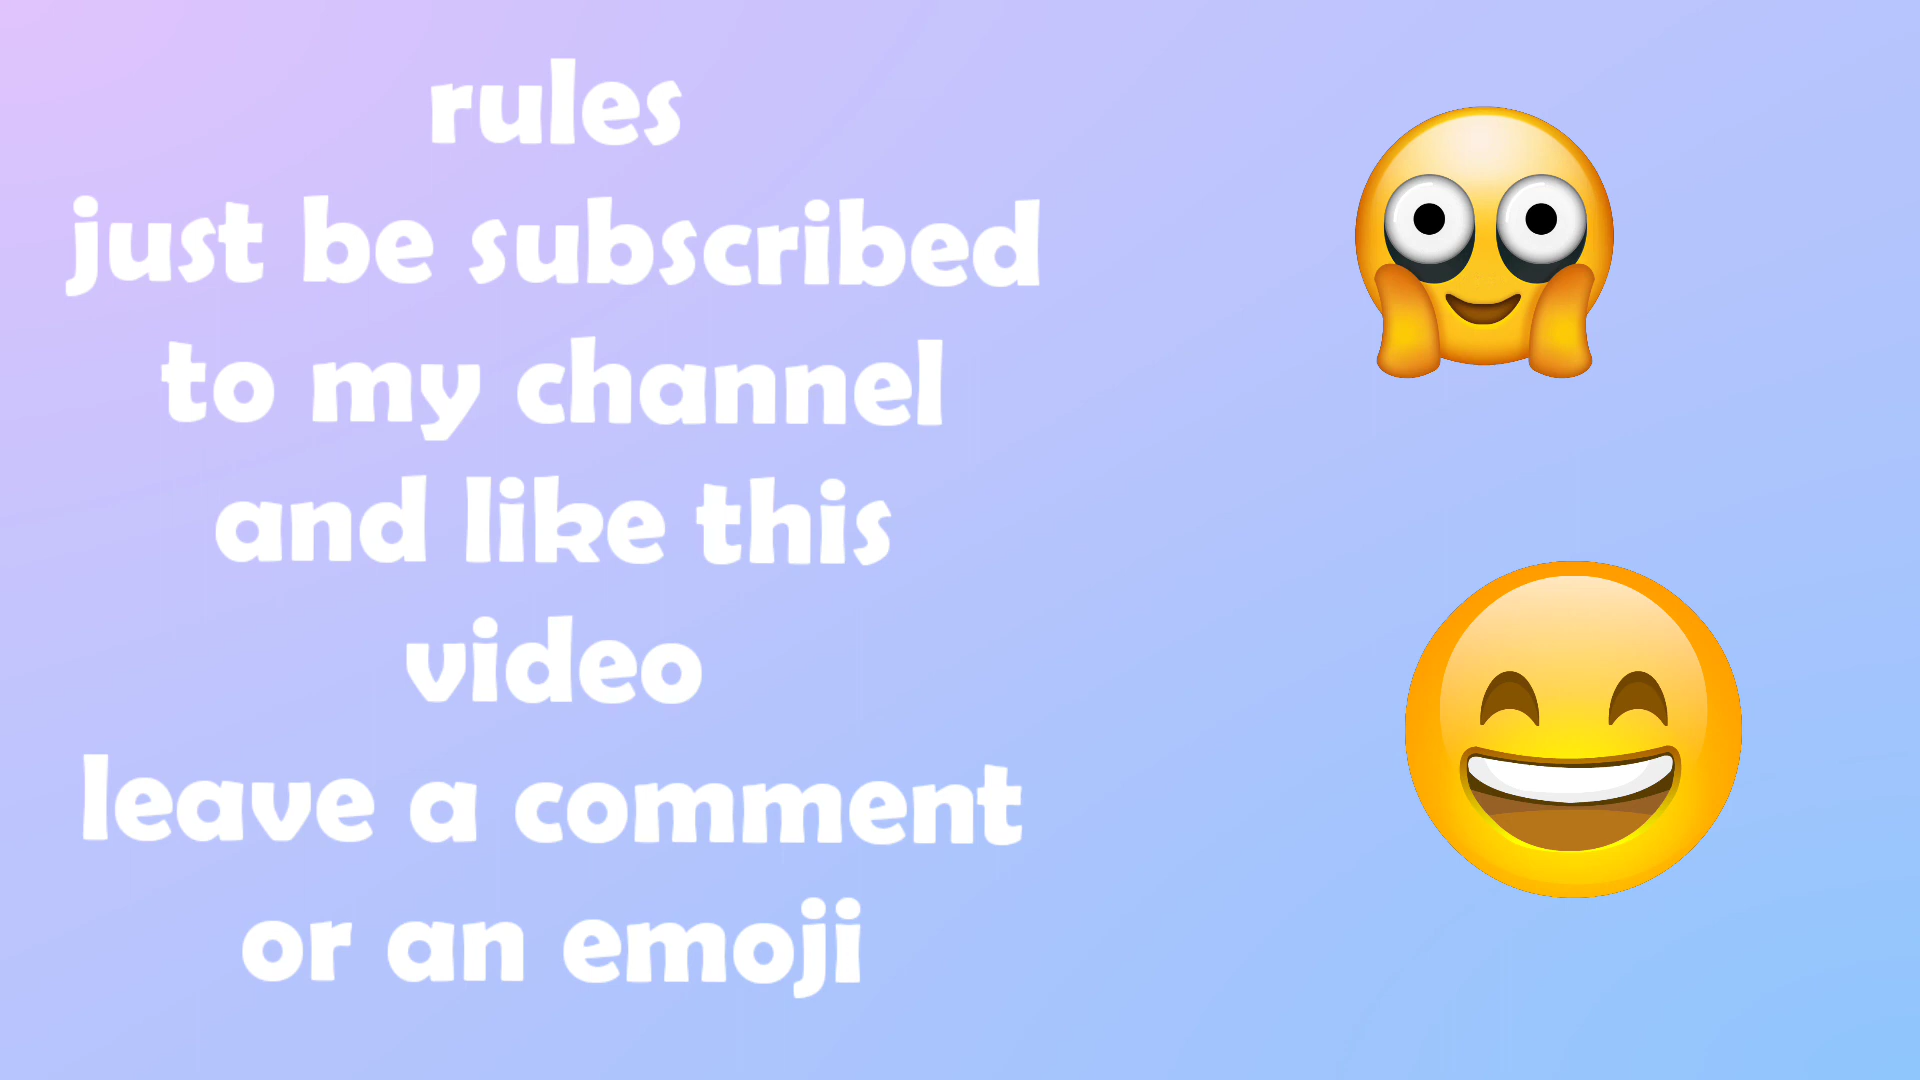 rules
just be subscribed
to my channel
and like this
video
leave a comment
or an emoji